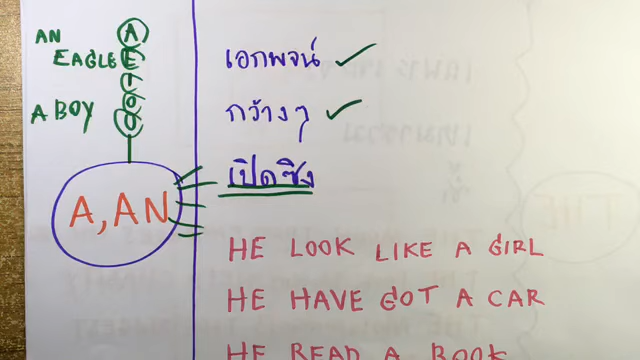 AN
EAGLE
A
E
I
O
U
A BOY
A, AN
เอกพจน์
กว้างๆ
เปิดซิง
HE LOOK LIKE A GIRL
HE HAVE GOT A CAR
HE READ A BOOK